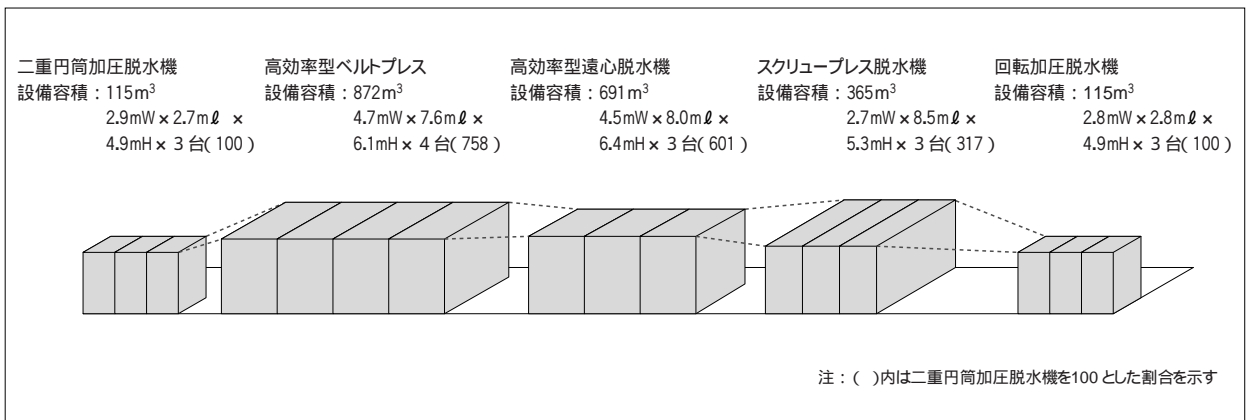 二重円筒加圧脱水機
設備容積：115m³
2.9mW×2.7mℓ ×
4.9mH× 3 台( 100 )
高効率型ベルトプレス
設備容積：872m³
4.7mW×7.6mℓ ×
6.1mH× 4 台( 758 )
高効率型遠心脱水機
設備容積：691m³
4.5mW×8.0mℓ ×
6.4mH× 3 台( 601 )
スクリュープレス脱水機
設備容積：365m³
2.7mW×8.5mℓ ×
5.3mH× 3 台( 317 )
回転加圧脱水機
設備容積：115m³
2.8mW×2.8mℓ ×
4.9mH× 3 台( 100 )
注：( )内は二重円筒加圧脱水機を100 とした割合を示す